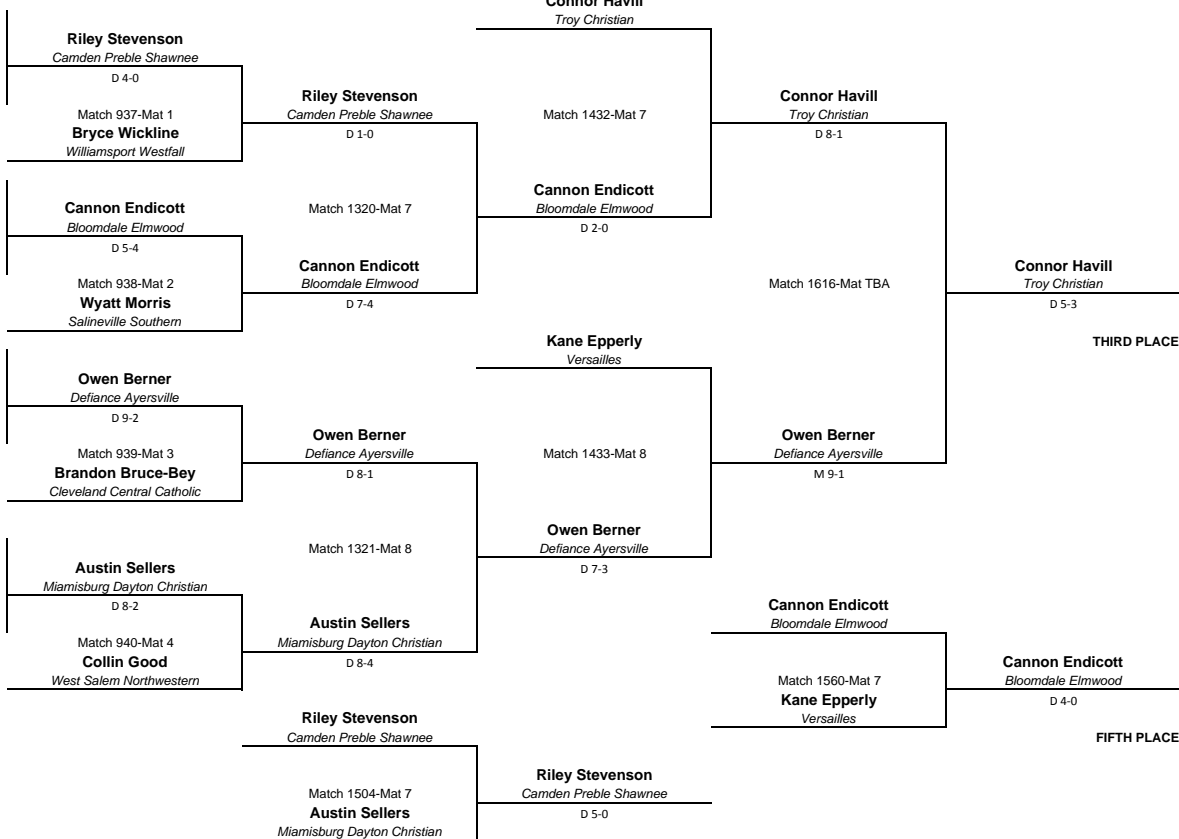 Connor Havill
Troy Christian
Riley Stevenson
Camden Preble Shawnee
D 4-0
Match 937-Mat 1
Bryce Wickline
Williamsport Westfall
Riley Stevenson
Camden Preble Shawnee
D 1-0
Match 1432-Mat 7
Connor Havill
Troy Christian
D 8-1
Cannon Endicott
Bloomdale Elmwood
D 5-4
Match 938-Mat 2
Wyatt Morris
Salineville Southern
Match 1320-Mat 7
Cannon Endicott
Bloomdale Elmwood
D 7-4
Cannon Endicott
Bloomdale Elmwood
D 2-0
Match 1616-Mat TBA
Connor Havill
Troy Christian
D 5-3
THIRD PLACE
Kane Epperly
Versailles
Owen Berner
Defiance Ayersville
D 9-2
Match 939-Mat 3
Brandon Bruce-Bey
Cleveland Central Catholic
Owen Berner
Defiance Ayersville
D 8-1
Match 1433-Mat 8
Owen Berner
Defiance Ayersville
M 9-1
Match 1321-Mat 8
Owen Berner
Defiance Ayersville
D 7-3
Austin Sellers
Miamisburg Dayton Christian
D 8-2
Match 940-Mat 4
Collin Good
West Salem Northwestern
Austin Sellers
Miamisburg Dayton Christian
D 8-4
Cannon Endicott
Bloomdale Elmwood
Match 1560-Mat 7
Kane Epperly
Versailles
Cannon Endicott
Bloomdale Elmwood
D 4-0
FIFTH PLACE
Riley Stevenson
Camden Preble Shawnee
Match 1504-Mat 7
Austin Sellers
Miamisburg Dayton Christian
Riley Stevenson
Camden Preble Shawnee
D 5-0